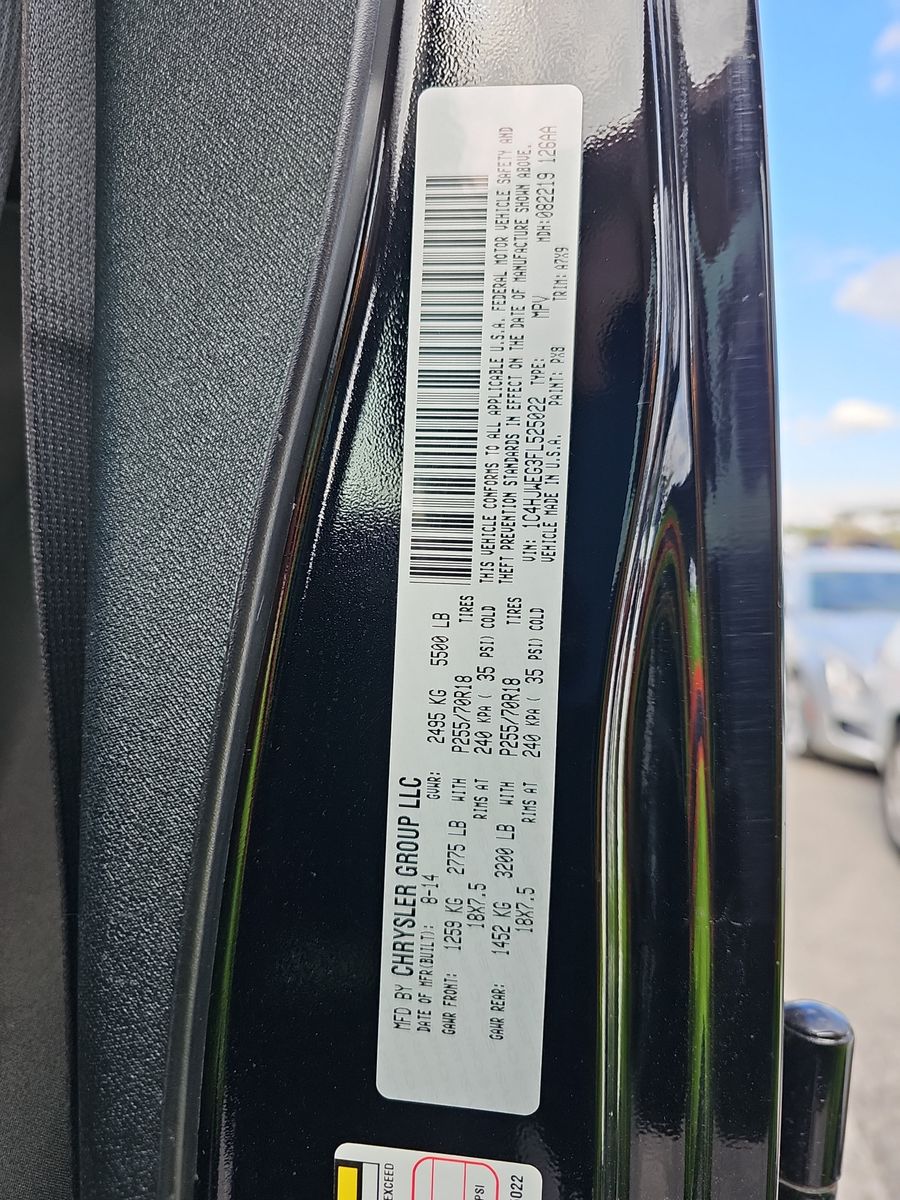 MFD BY CHRYSLER GROUP LLC
DATE OF MFR(BUILT): 8-14 GVWR: 2495 KG 5500 LB
GAWR FRONT: 1259 KG 2775 LB WITH P255/70R18 TIRES
18X7.5 RIMS AT 240 KPA ( 35 PSI) COLD
GAWR REAR: 1452 KG 3200 LB WITH P255/70R18 TIRES
18X7.5 RIMS AT 240 KPA ( 35 PSI) COLD
THIS VEHICLE CONFORMS TO ALL APPLICABLE U.S.A. FEDERAL MOTOR VEHICLE SAFETY AND
THEFT PREVENTION STANDARDS IN EFFECT ON THE DATE OF MANUFACTURE SHOWN ABOVE.
VIN: 1C4HJWEG3FL525022 TYPE: MPV MDH:082219 126AA
VEHICLE MADE IN U.S.A. PAINT: PX8 TRIM: A7X9
EXCEED
PSI
022